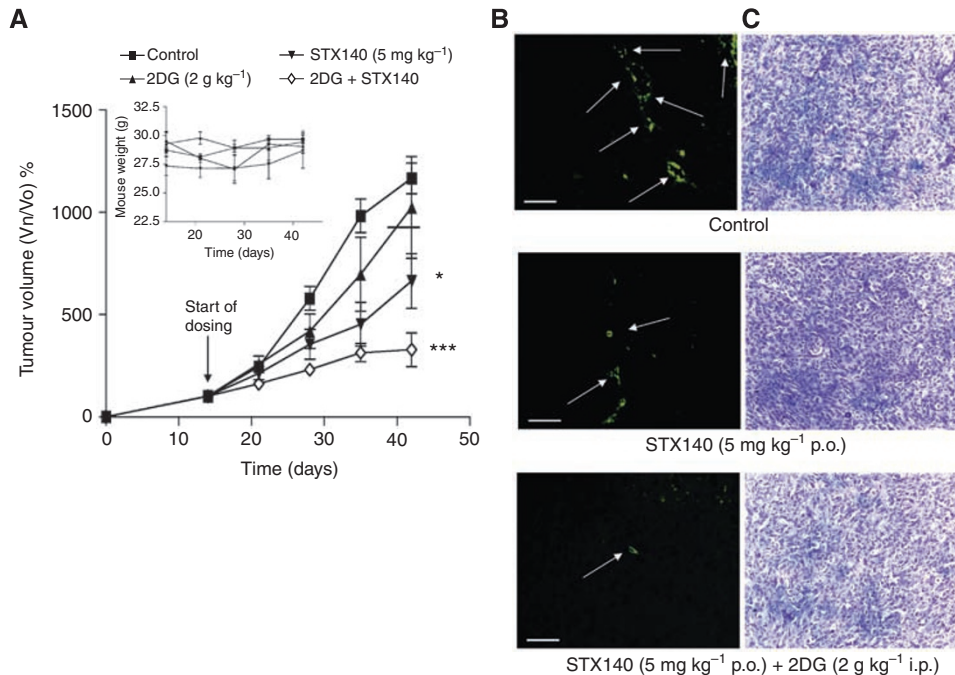 A
B
C
Control
STX140 (5 mg kg⁻¹)
2DG (2 g kg⁻¹)
2DG + STX140
1500
1000
500
0
Tumour volume (Vn/Vo) %
32.5
30.0
27.5
25.0
22.5
Mouse weight (g)
20
30
40
Time (days)
Start of
dosing
*
***
0
10
20
30
40
50
Time (days)
Control
STX140 (5 mg kg⁻¹ p.o.)
STX140 (5 mg kg⁻¹ p.o.) + 2DG (2 g kg⁻¹ i.p.)